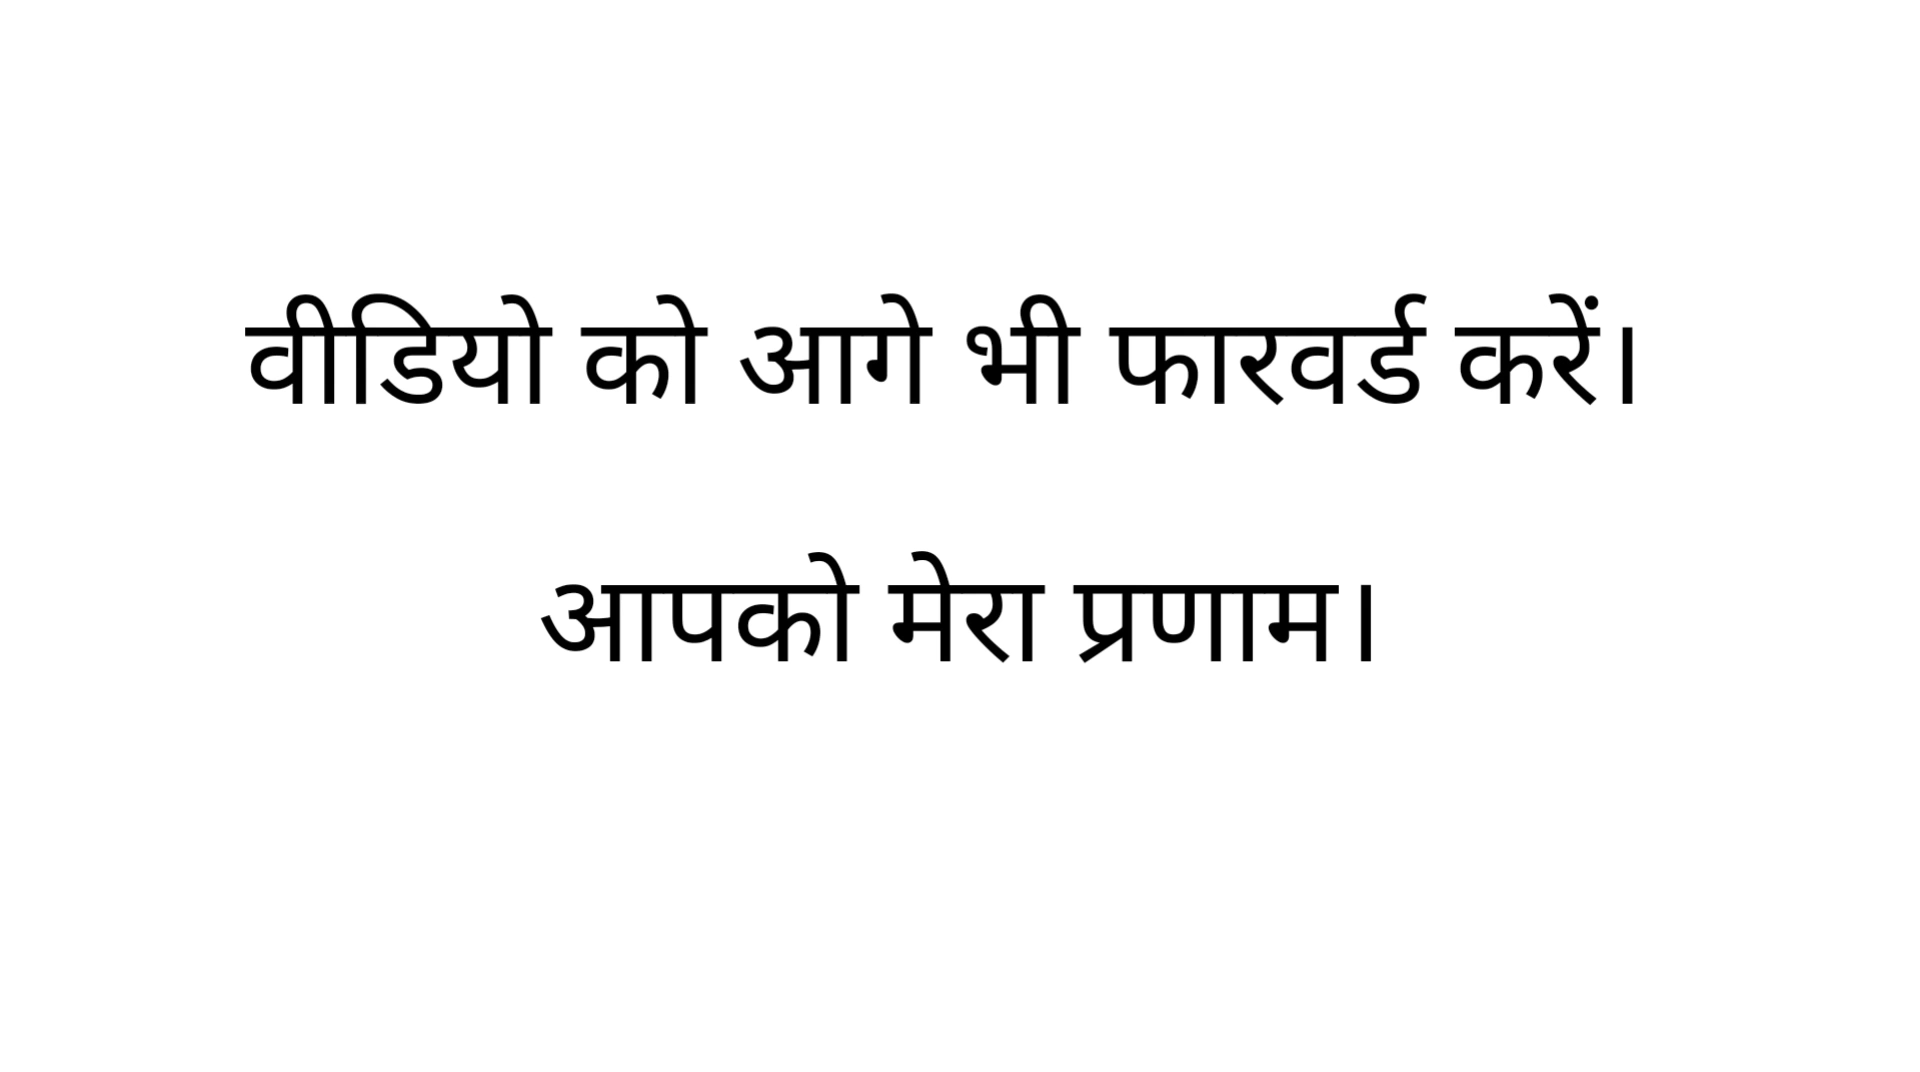 वीडियो को आगे भी फारवर्ड करें।
आपको मेरा प्रणाम।